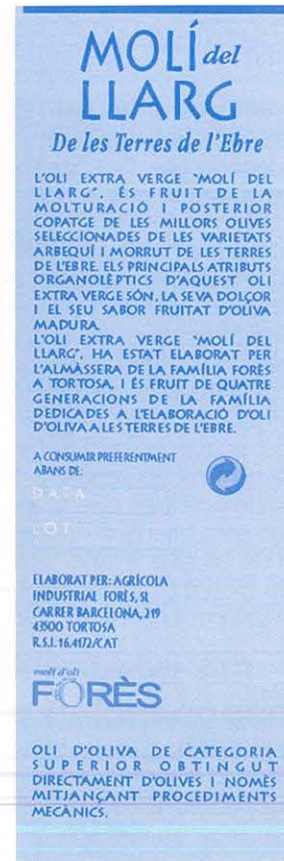 MOLÍ del
LLARG
De les Terres de l'Ebre
L'OLI EXTRA VERGE "MOLÍ DEL
LLARG", ÉS FRUIT DE LA
MOLTURACIÓ I POSTERIOR
COPATGE DE LES MILLORS OLIVES
SELECCIONADES DE LES VARIETATS
ARBEQUÍ I MORRUT DE LES TERRES
DE L'EBRE. ELS PRINCIPALS ATRIBUTS
ORGANOLÈPTICS D'AQUEST OLI
EXTRA VERGE SÓN, LA SEVA DOLÇOR
I EL SEU SABOR FRUITAT D'OLIVA
MADURA.
L'OLI EXTRA VERGE "MOLÍ DEL
LLARG", HA ESTAT ELABORAT PER
L'ALMÀSSERA DE LA FAMÍLIA FORÈS
A TORTOSA, I ÉS FRUIT DE QUATRE
GENERACIONS DE LA FAMÍLIA
DEDICADES A L'ELABORACIÓ D'OLI
D'OLIVA A LES TERRES DE L'EBRE.
A CONSUMIR PREFERENTMENT
ABANS DE:
DATA
LOT
ELABORAT PER: AGRÍCOLA
INDUSTRIAL FORÈS, SL
CARRER BARCELONA, 219
43500 TORTOSA
R.S.I. 16.4172/CAT
molí d'oli
FORÈS
OLI D'OLIVA DE CATEGORIA
SUPERIOR OBTINGUT
DIRECTAMENT D'OLIVES I NOMÈS
MITJANÇANT PROCEDIMENTS
MECÀNICS.